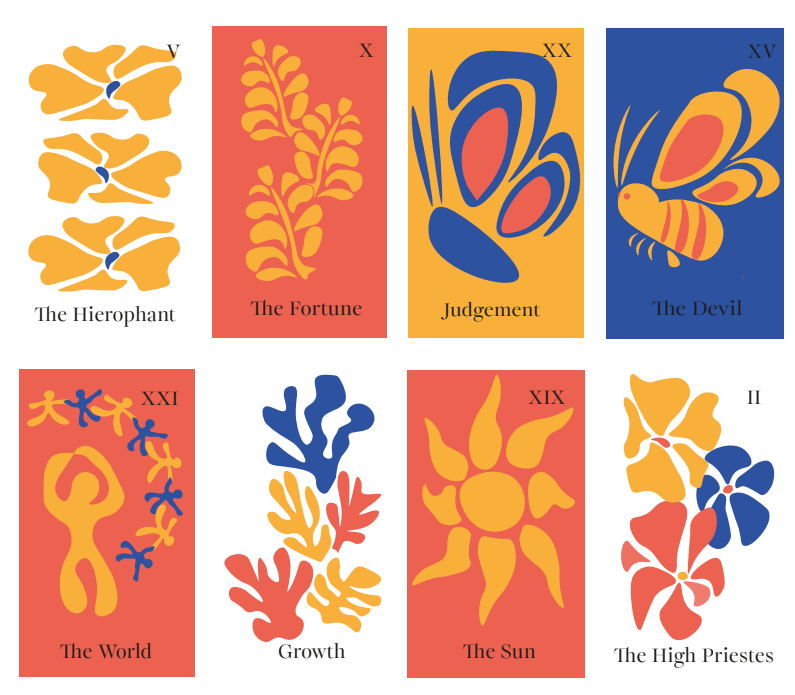 V
The Hierophant
X
The Fortune
XX
Judgement
XV
The Devil
XXI
The World
Growth
XIX
The Sun
II
The High Priestes